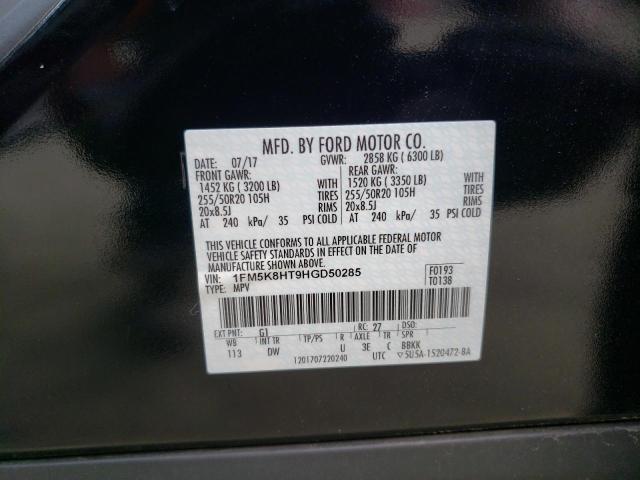 MFD. BY FORD MOTOR CO.
DATE: 07/17 GVWR: 2858 KG ( 6300 LB)
FRONT GAWR: REAR GAWR:
1452 KG ( 3200 LB) WITH 1520 KG ( 3350 LB) WITH
255/50R20 105H TIRES 255/50R20 105H TIRES
20x8.5J RIMS 20x8.5J RIMS
AT 240 kPa/ 35 PSI COLD AT 240 kPa/ 35 PSI COLD
THIS VEHICLE CONFORMS TO ALL APPLICABLE FEDERAL MOTOR
VEHICLE SAFETY STANDARDS IN EFFECT ON THE DATE OF
MANUFACTURE SHOWN ABOVE.
VIN: 1FM5K8HT9HGD50285 F0193
TYPE: MPV T0138
EXT PNT: G1 RC: 27 DSO:
WB INT TR TP/PS R AXLE TR SPR
113 DW U 3E C BBKK
1201707220240 UTC 5U5A-1520472-BA